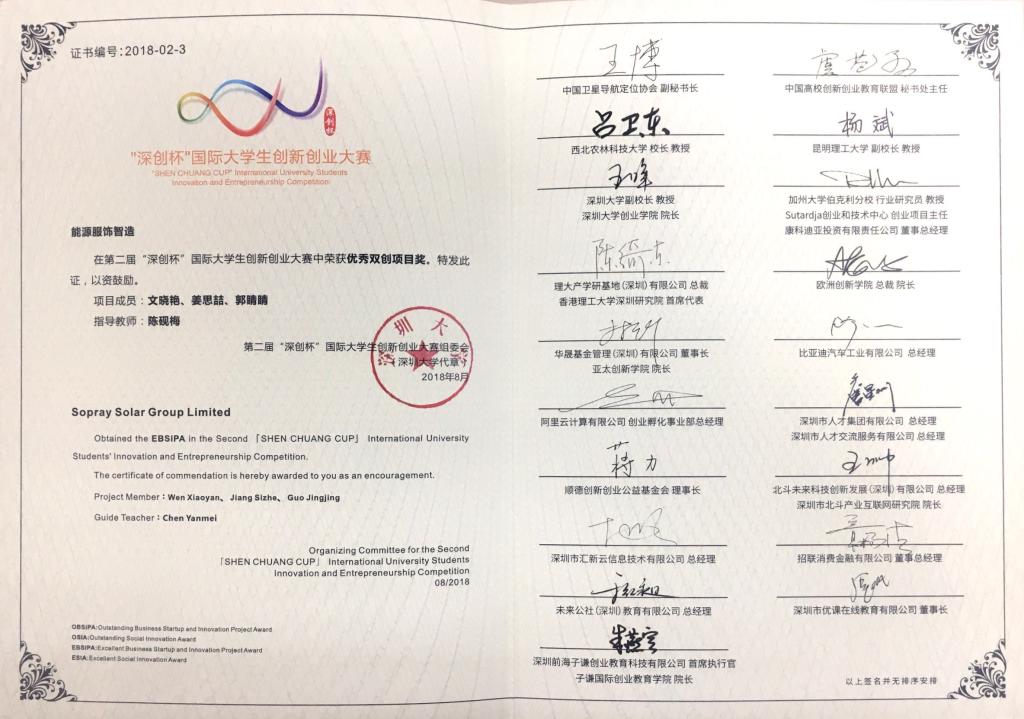 证书编号:2018-02-3
深创杯
"深创杯"国际大学生创新创业大赛
"SHEN CHUANG CUP" International University Students
Innovation and Entrepreneurship Competition
能源服饰智造
在第二届“深创杯”国际大学生创新创业大赛中荣获优秀双创项目奖。特发此
证，以资鼓励。
项目成员：文晓艳、姜思喆、郭晴晴
指导教师：陈砚梅
第二届“深创杯”国际大学生创新创业大赛组委会
（深圳大学代章）
2018年8月
Sopray Solar Group Limited
Obtained the EBSIPA in the Second 「SHEN CHUANG CUP」 International University
Students' Innovation and Entrepreneurship Competition.
The certificate of commendation is hereby awarded to you as an encouragement.
Project Member：Wen Xiaoyan、 Jiang Sizhe、 Guo Jingjing
Guide Teacher：Chen Yanmei
Organizing Committee for the Second
「SHEN CHUANG CUP」 International University Students
Innovation and Entrepreneurship Competition
08/2018
OBSIPA:Outstanding Business Startup and Innovation Project Award
OSIA:Outstanding Social Innovation Award
EBSIPA:Excellent Business Startup and Innovation Project Award
ESIA:Excellent Social Innovation Award
王博
中国卫星导航定位协会 副秘书长
吕卫东
西北农林科技大学 校长 教授
王晖
深圳大学副校长 教授
深圳大学创业学院 院长
理大产学研基地(深圳)有限公司 总裁
香港理工大学深圳研究院 首席代表
华晟基金管理(深圳)有限公司 董事长
亚太创新学院 院长
阿里云计算有限公司 创业孵化事业部总经理
顺德创新创业公益基金会 理事长
深圳市汇新云信息技术有限公司 总经理
未来公社(深圳)教育有限公司 总经理
深圳前海子谦创业教育科技有限公司 首席执行官
子谦国际创业教育学院 院长
中国高校创新创业教育联盟 秘书处主任
杨斌
昆明理工大学 副校长 教授
加州大学伯克利分校 行业研究员 教授
Sutardja创业和技术中心 创业项目主任
康科迪亚投资有限责任公司 董事总经理
欧洲创新学院 总裁 院长
比亚迪汽车工业有限公司 总经理
深圳市人才集团有限公司 总经理
深圳市人才交流服务有限公司 总经理
北斗未来科技创新发展(深圳)有限公司 总经理
深圳市北斗产业互联网研究院 院长
招联消费金融有限公司 董事总经理
深圳市优课在线教育有限公司 董事长
以上签名并无排序安排